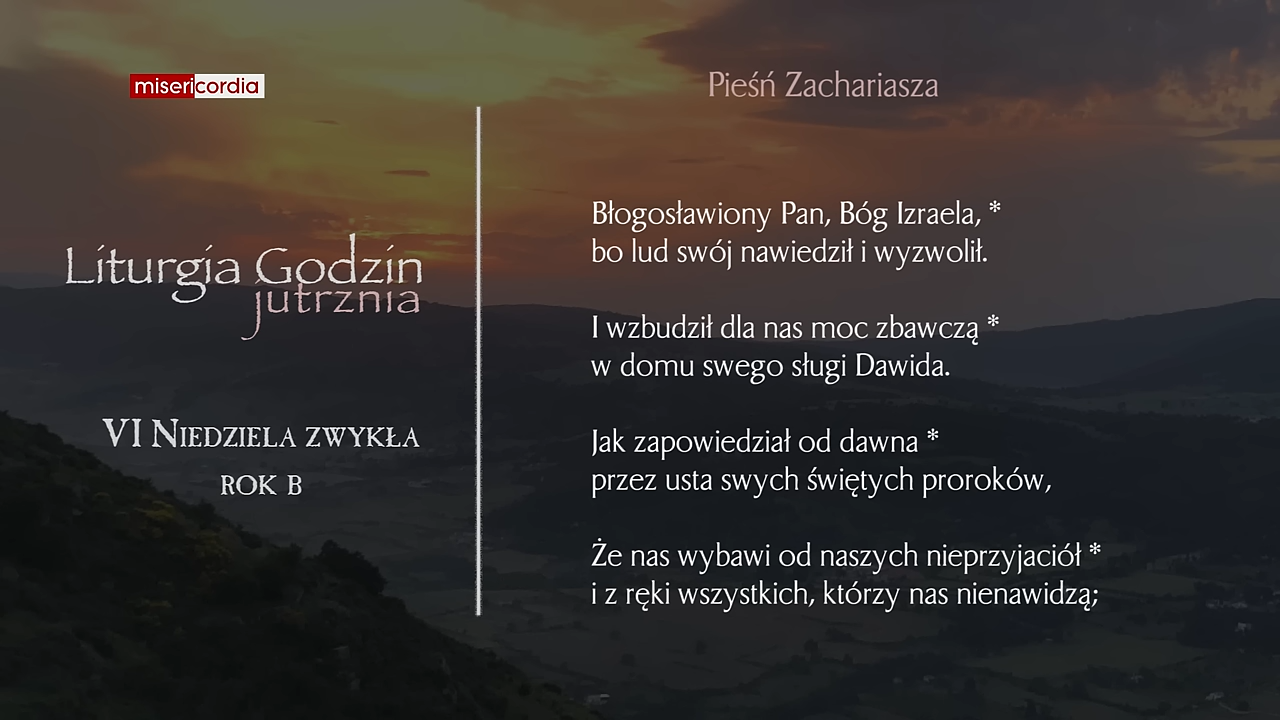 misericordia
Liturgia Godzin
jutrznia
VI Niedziela zwykła
rok B
Pieśń Zachariasza
Błogosławiony Pan, Bóg Izraela, *
bo lud swój nawiedził i wyzwolił.
I wzbudził dla nas moc zbawczą *
w domu swego sługi Dawida.
Jak zapowiedział od dawna *
przez usta swych świętych proroków,
Że nas wybawi od naszych nieprzyjaciół *
i z ręki wszystkich, którzy nas nienawidzą;